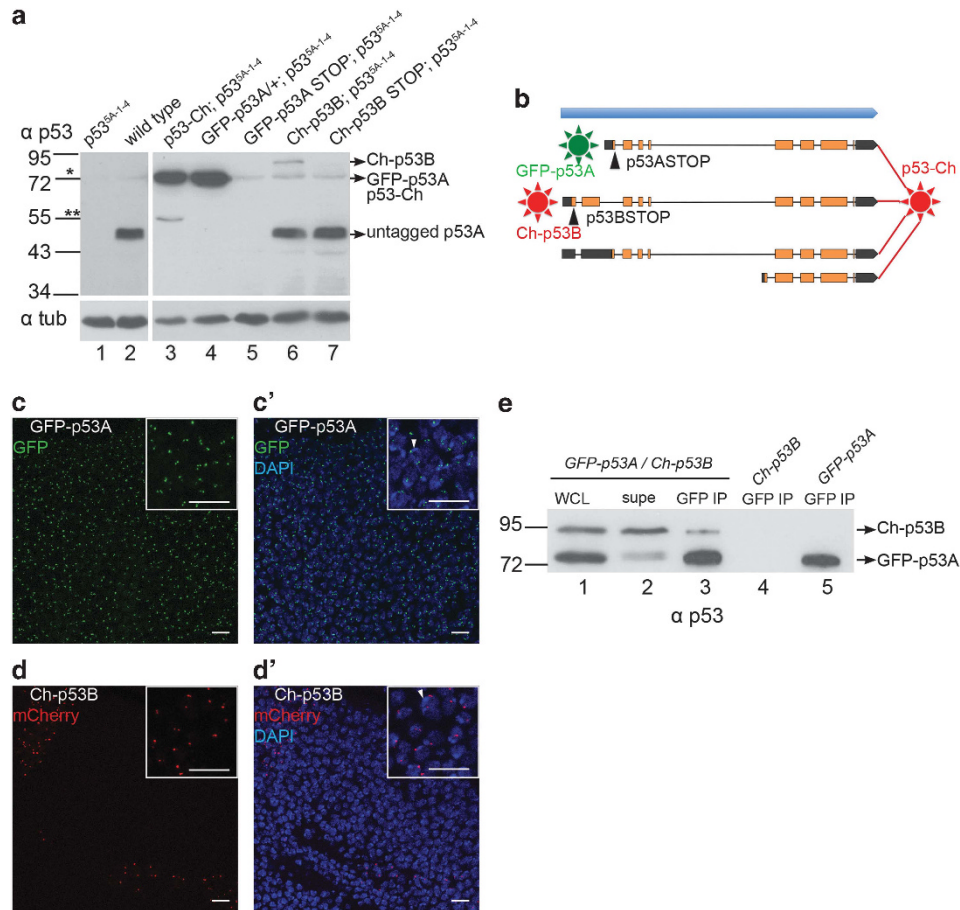 a
p53^5A-1-4
wild type
p53-Ch; p53^5A-1-4
GFP-p53A/+; p53^5A-1-4
GFP-p53A STOP; p53^5A-1-4
Ch-p53B; p53^5A-1-4
Ch-p53B STOP; p53^5A-1-4
α p53
95
72
*
55
**
43
34
Ch-p53B
GFP-p53A
p53-Ch
untagged p53A
α tub
1 2 3 4 5 6 7
b
GFP-p53A
p53ASTOP
Ch-p53B
p53BSTOP
p53-Ch
c
GFP-p53A
GFP
c'
GFP-p53A
GFP
DAPI
d
Ch-p53B
mCherry
d'
Ch-p53B
mCherry
DAPI
e
GFP-p53A / Ch-p53B
Ch-p53B
GFP-p53A
WCL supe GFP IP GFP IP GFP IP
95
72
Ch-p53B
GFP-p53A
1 2 3 4 5
α p53